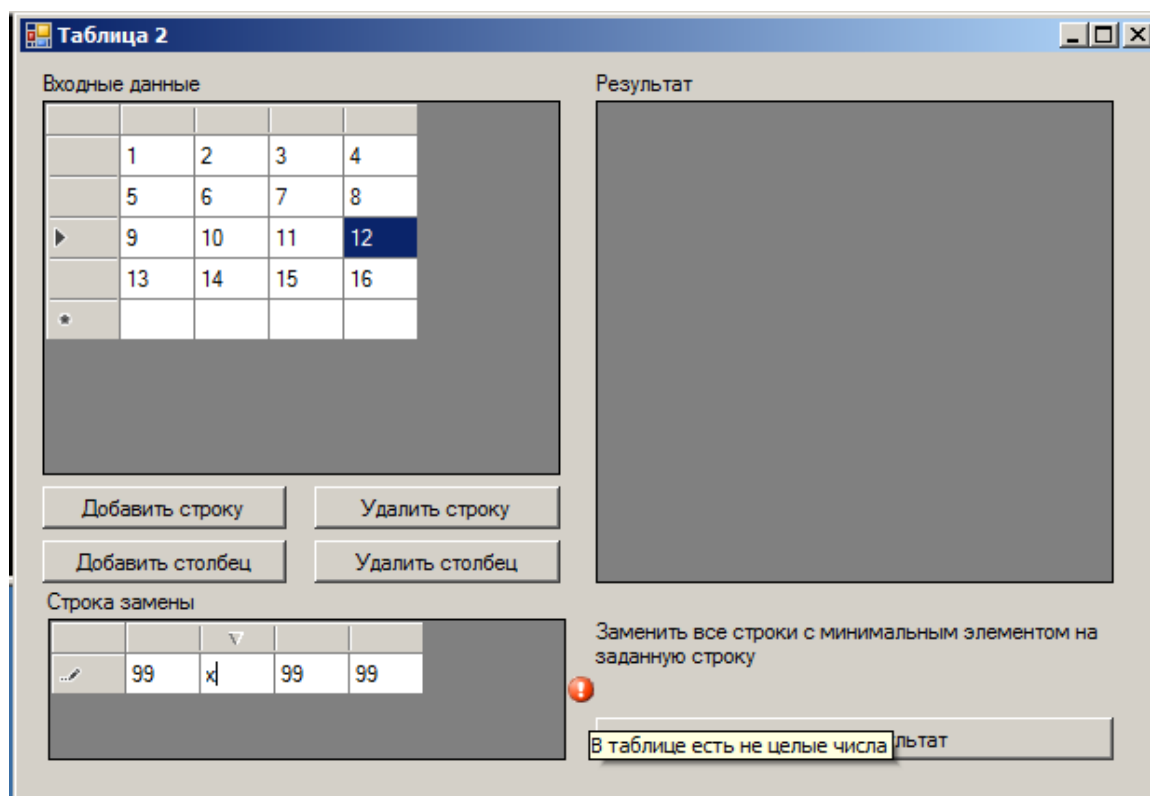 Таблица 2
Входные данные
1 2 3 4
5 6 7 8
9 10 11 12
13 14 15 16
Добавить строку
Удалить строку
Добавить столбец
Удалить столбец
Строка замены
99 x 99 99
Результат
Заменить все строки с минимальным элементом на
заданную строку
В таблице есть не целые числа